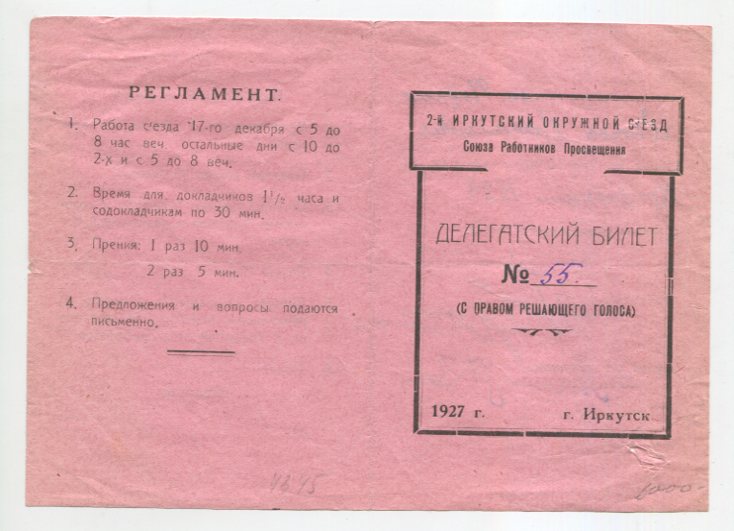 РЕГЛАМЕНТ.
1. Работа с'езда 17-го декабря с 5 до
8 час веч. остальные дни с 10 до
2-х и с 5 до 8 веч.
2. Время для докладчиков 1½ часа и
содокладчикам по 30 мин.
3. Прения: 1 раз 10 мин.
2 раз 5 мин.
4. Предложения и вопросы подаются
письменно.
2-й ИРКУТСКИЙ ОКРУЖНОЙ С'ЕЗД
Союза Работников Просвещения
ДЕЛЕГАТСКИЙ БИЛЕТ
№ 55.
(С ПРАВОМ РЕШАЮЩЕГО ГОЛОСА)
1927 г. г. Иркутск